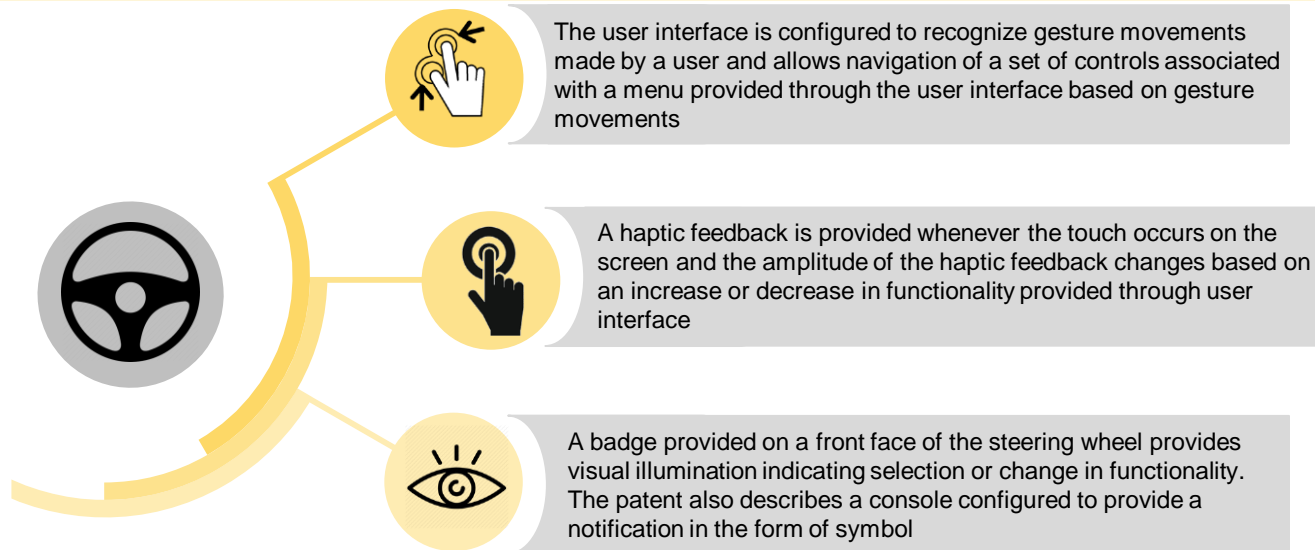 The user interface is configured to recognize gesture movements
made by a user and allows navigation of a set of controls associated
with a menu provided through the user interface based on gesture
movements
A haptic feedback is provided whenever the touch occurs on the
screen and the amplitude of the haptic feedback changes based on
an increase or decrease in functionality provided through user
interface
A badge provided on a front face of the steering wheel provides
visual illumination indicating selection or change in functionality.
The patent also describes a console configured to provide a
notification in the form of symbol